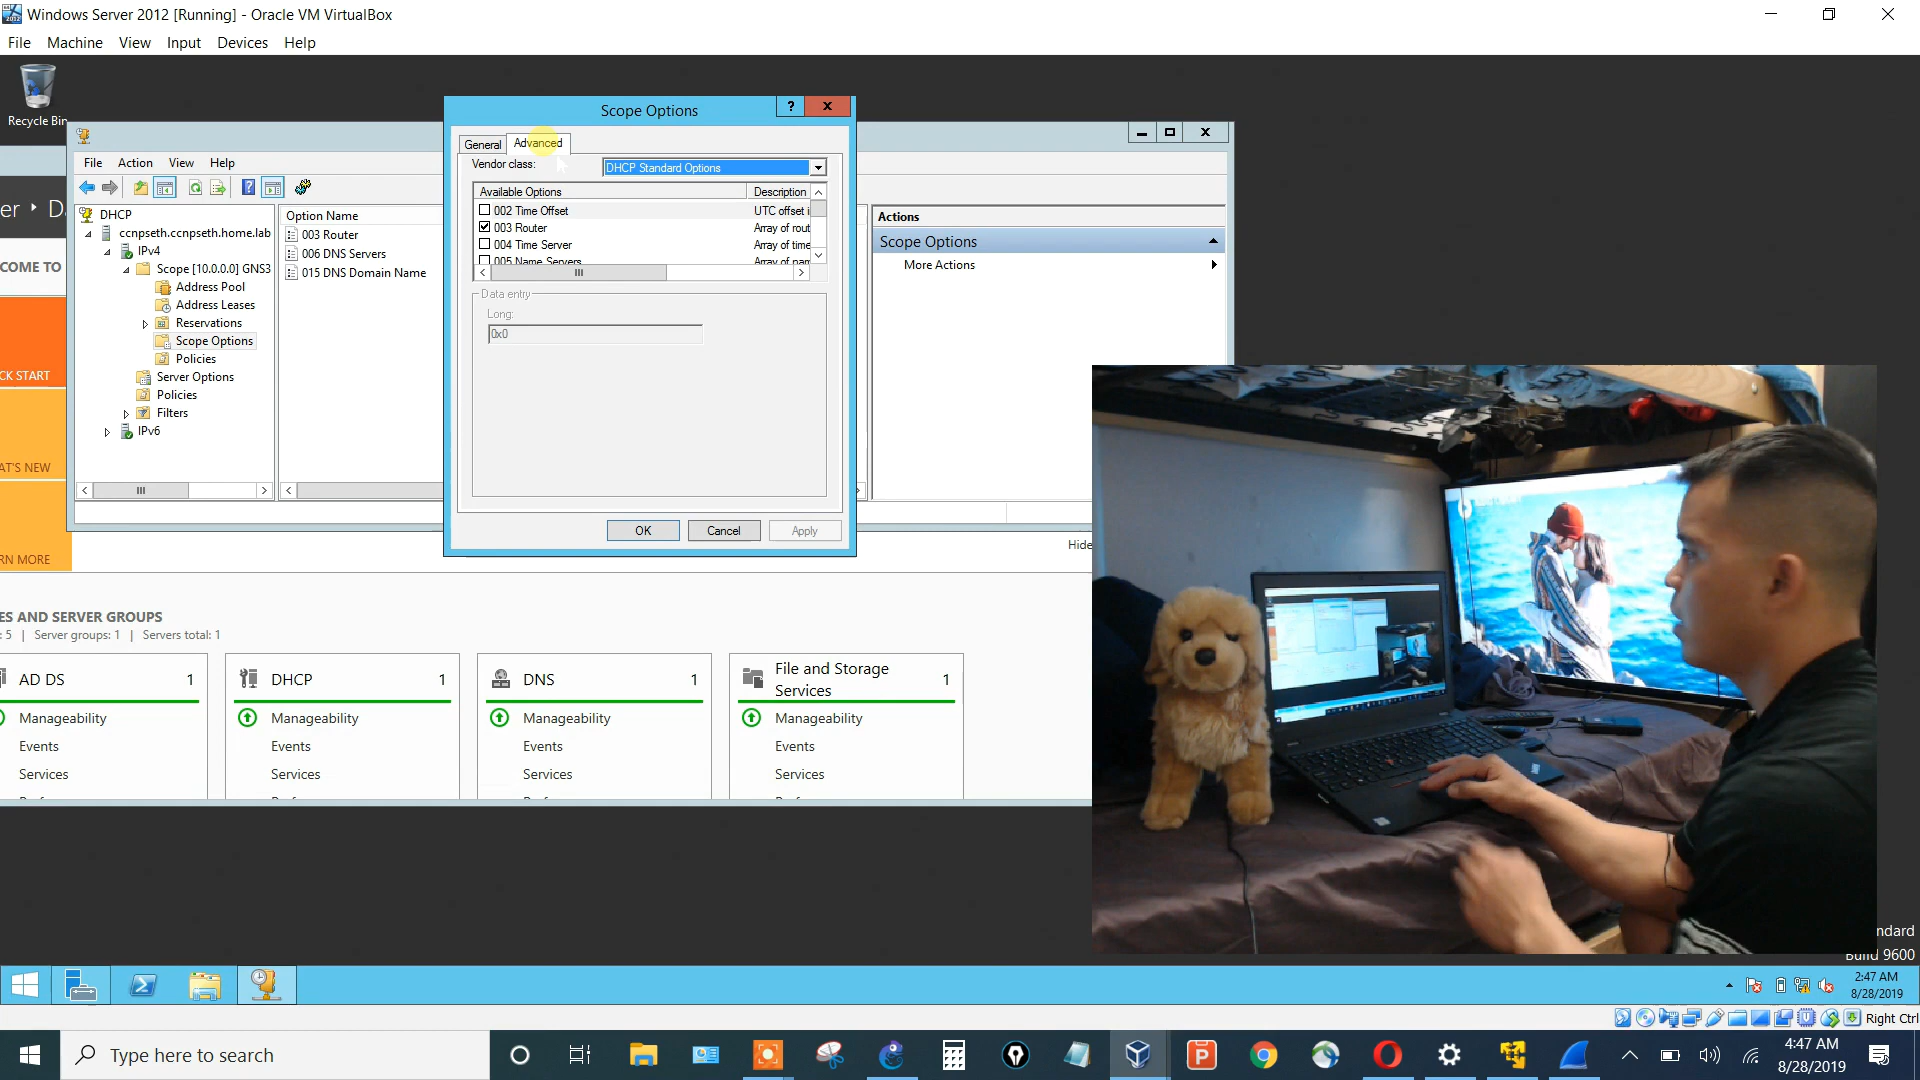 Windows Server 2012 [Running] - Oracle VM VirtualBox
File Machine View Input Devices Help
Recycle Bin
Scope Options
?
General Advanced
Vendor class: DHCP Standard Options
Available Options Description
002 Time Offset UTC offset i
003 Router Array of rout
004 Time Server Array of time
005 Name Servers Array of nam
Data entry
Long:
0x0
OK Cancel Apply
File Action View Help
DHCP
ccnpseth.ccnpseth.home.lab
IPv4
Scope [10.0.0.0] GNS3
Address Pool
Address Leases
Reservations
Scope Options
Policies
Server Options
Policies
Filters
IPv6
Option Name
003 Router
006 DNS Servers
015 DNS Domain Name
Actions
Scope Options
More Actions
er
COME TO
CK START
AT'S NEW
RN MORE
Hide
ES AND SERVER GROUPS
: 5 | Server groups: 1 | Servers total: 1
AD DS 1
Manageability
Events
Services
DHCP 1
Manageability
Events
Services
DNS 1
Manageability
Events
Services
File and Storage
Services 1
Manageability
Events
Services
ndard
Build 9600
2:47 AM
8/28/2019
Right Ctrl
Type here to search
4:47 AM
8/28/2019